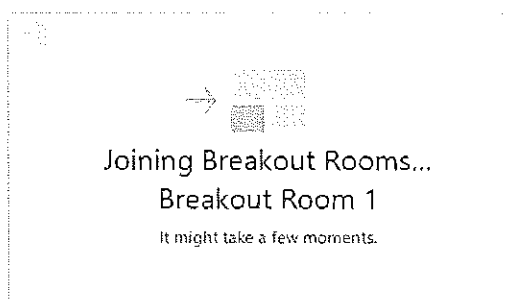 Joining Breakout Rooms...
Breakout Room 1
It might take a few moments.